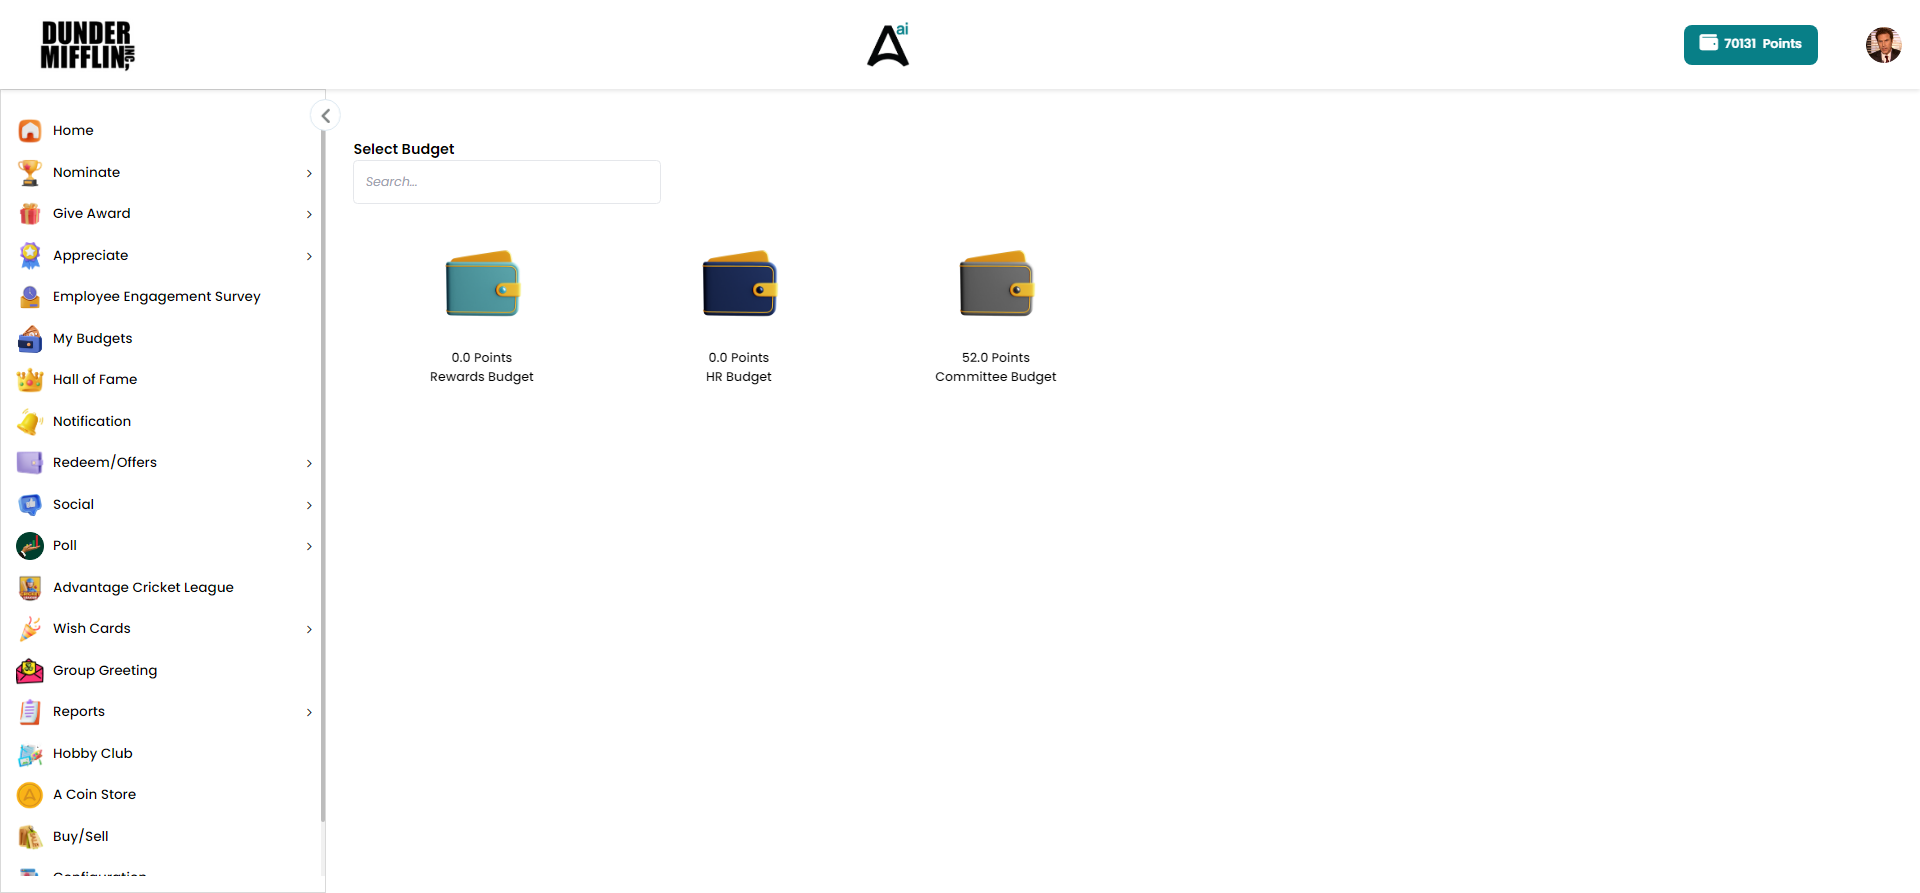 DUNDER
MIFFLIN INC,
A ai
70131 Points
Home
Nominate
Give Award
Appreciate
Employee Engagement Survey
My Budgets
Hall of Fame
Notification
Redeem/Offers
Social
Poll
Advantage Cricket League
Wish Cards
Group Greeting
Reports
Hobby Club
A Coin Store
Buy/Sell
Configuration
Select Budget
Search...
0.0 Points
Rewards Budget
0.0 Points
HR Budget
52.0 Points
Committee Budget